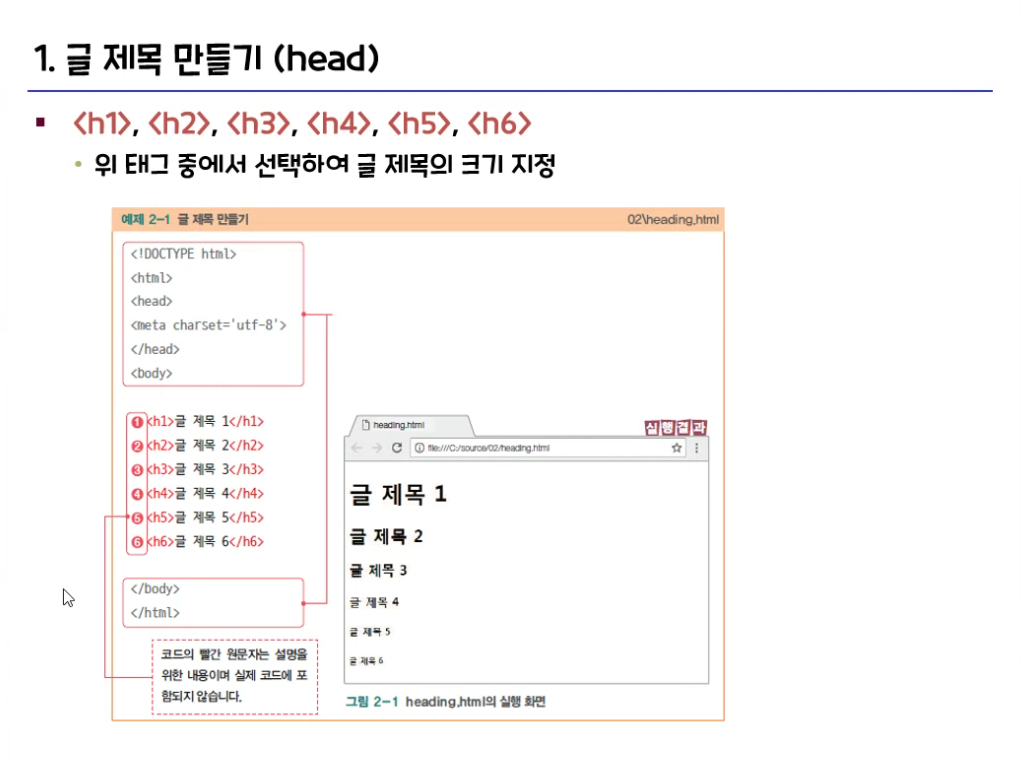 1. 글 제목 만들기 (head)
<h1>, <h2>, <h3>, <h4>, <h5>, <h6>
위 태그 중에서 선택하여 글 제목의 크기 지정
예제 2-1 글 제목 만들기
02\heading.html
<!DOCTYPE html>
<html>
<head>
<meta charset='utf-8'>
</head>
<body>
❶<h1>글 제목 1</h1>
❷<h2>글 제목 2</h2>
❸<h3>글 제목 3</h3>
❹<h4>글 제목 4</h4>
❺<h5>글 제목 5</h5>
❻<h6>글 제목 6</h6>
</body>
</html>
코드의 빨간 원문자는 설명을
위한 내용이며 실제 코드에 포
함되지 않습니다.
실행결과
heading.html
file:///C:/source/02/heading.html
글 제목 1
글 제목 2
글 제목 3
글 제목 4
글 제목 5
글 제목 6
그림 2-1 heading.html의 실행 화면